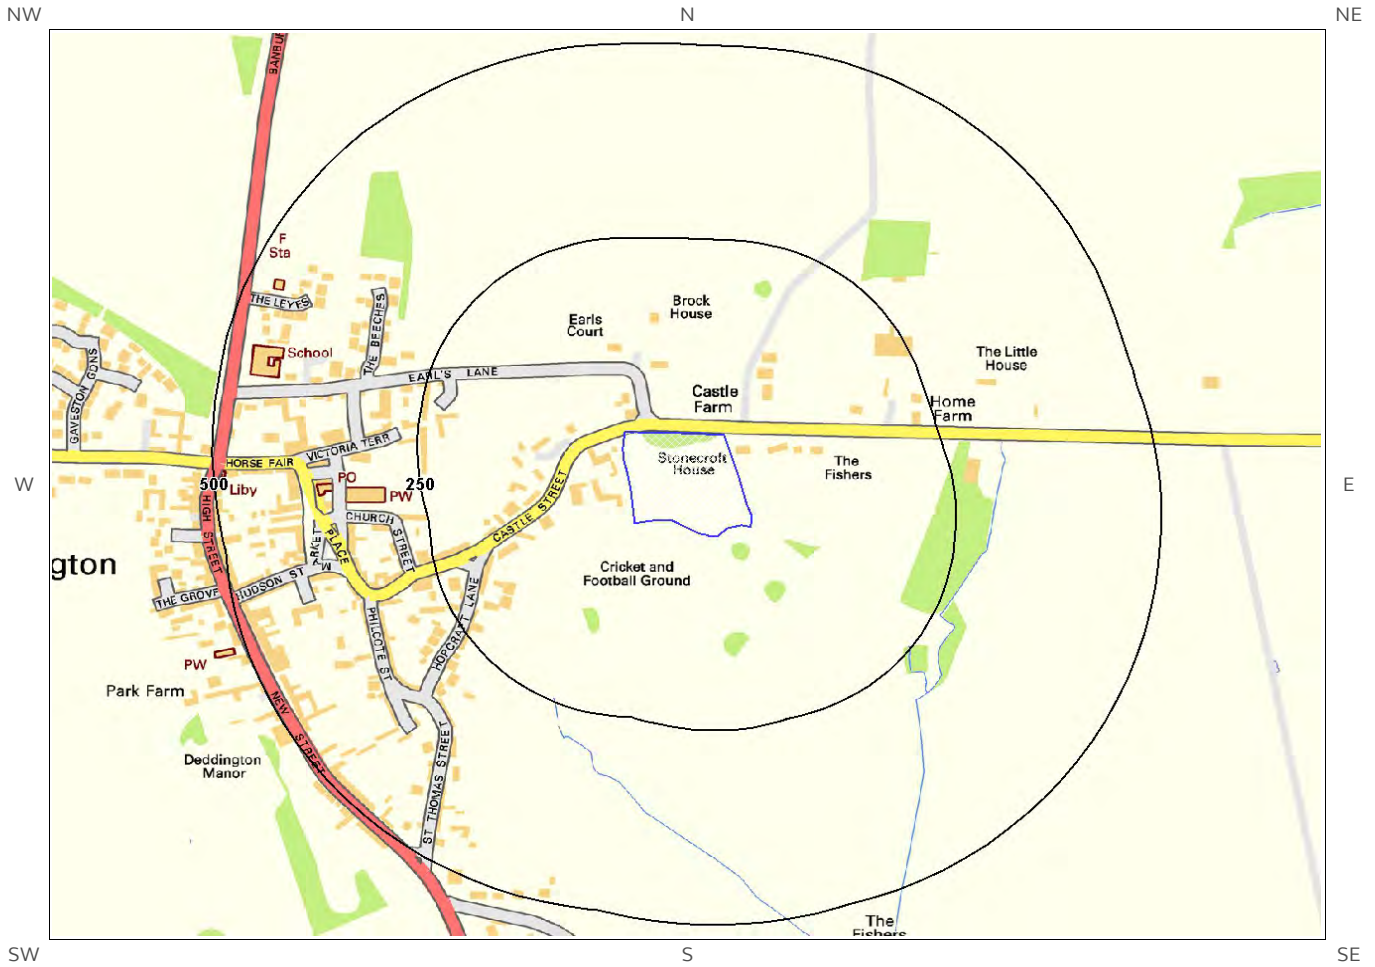 NW
N
NE
BANBU
F
Sta
THE LEYES
THE BEECHES
School
Earls
Court
Brock
House
The Little
House
GAVESTON GDNS
EARL'S LANE
Castle
Farm
Home
Farm
VICTORIA TERR
HORSE FAIR
Stonecroft
House
The
Fishers
W
500
Liby
PO
PW
250
E
HIGH STREET
PLACE
CHURCH STREET
CASTLE STREET
gton
Cricket and
Football Ground
THE GROVE
HUDSON ST
PHILCOTE ST
HOPCRAFT LANE
PW
Park Farm
NEW STREET
Deddington
Manor
ST THOMAS STREET
The
Fishers
SW
S
SE